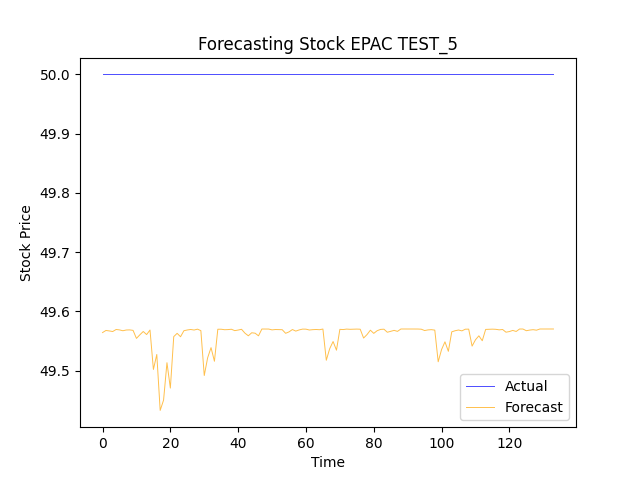 Forecasting Stock EPAC TEST_5
50.0
49.9
49.8
49.7
49.6
49.5
Stock Price
0 20 40 60 80 100 120
Time
Actual
Forecast